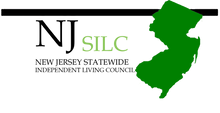 NJ SILC
NEW JERSEY STATEWIDE
INDEPENDENT LIVING COUNCIL